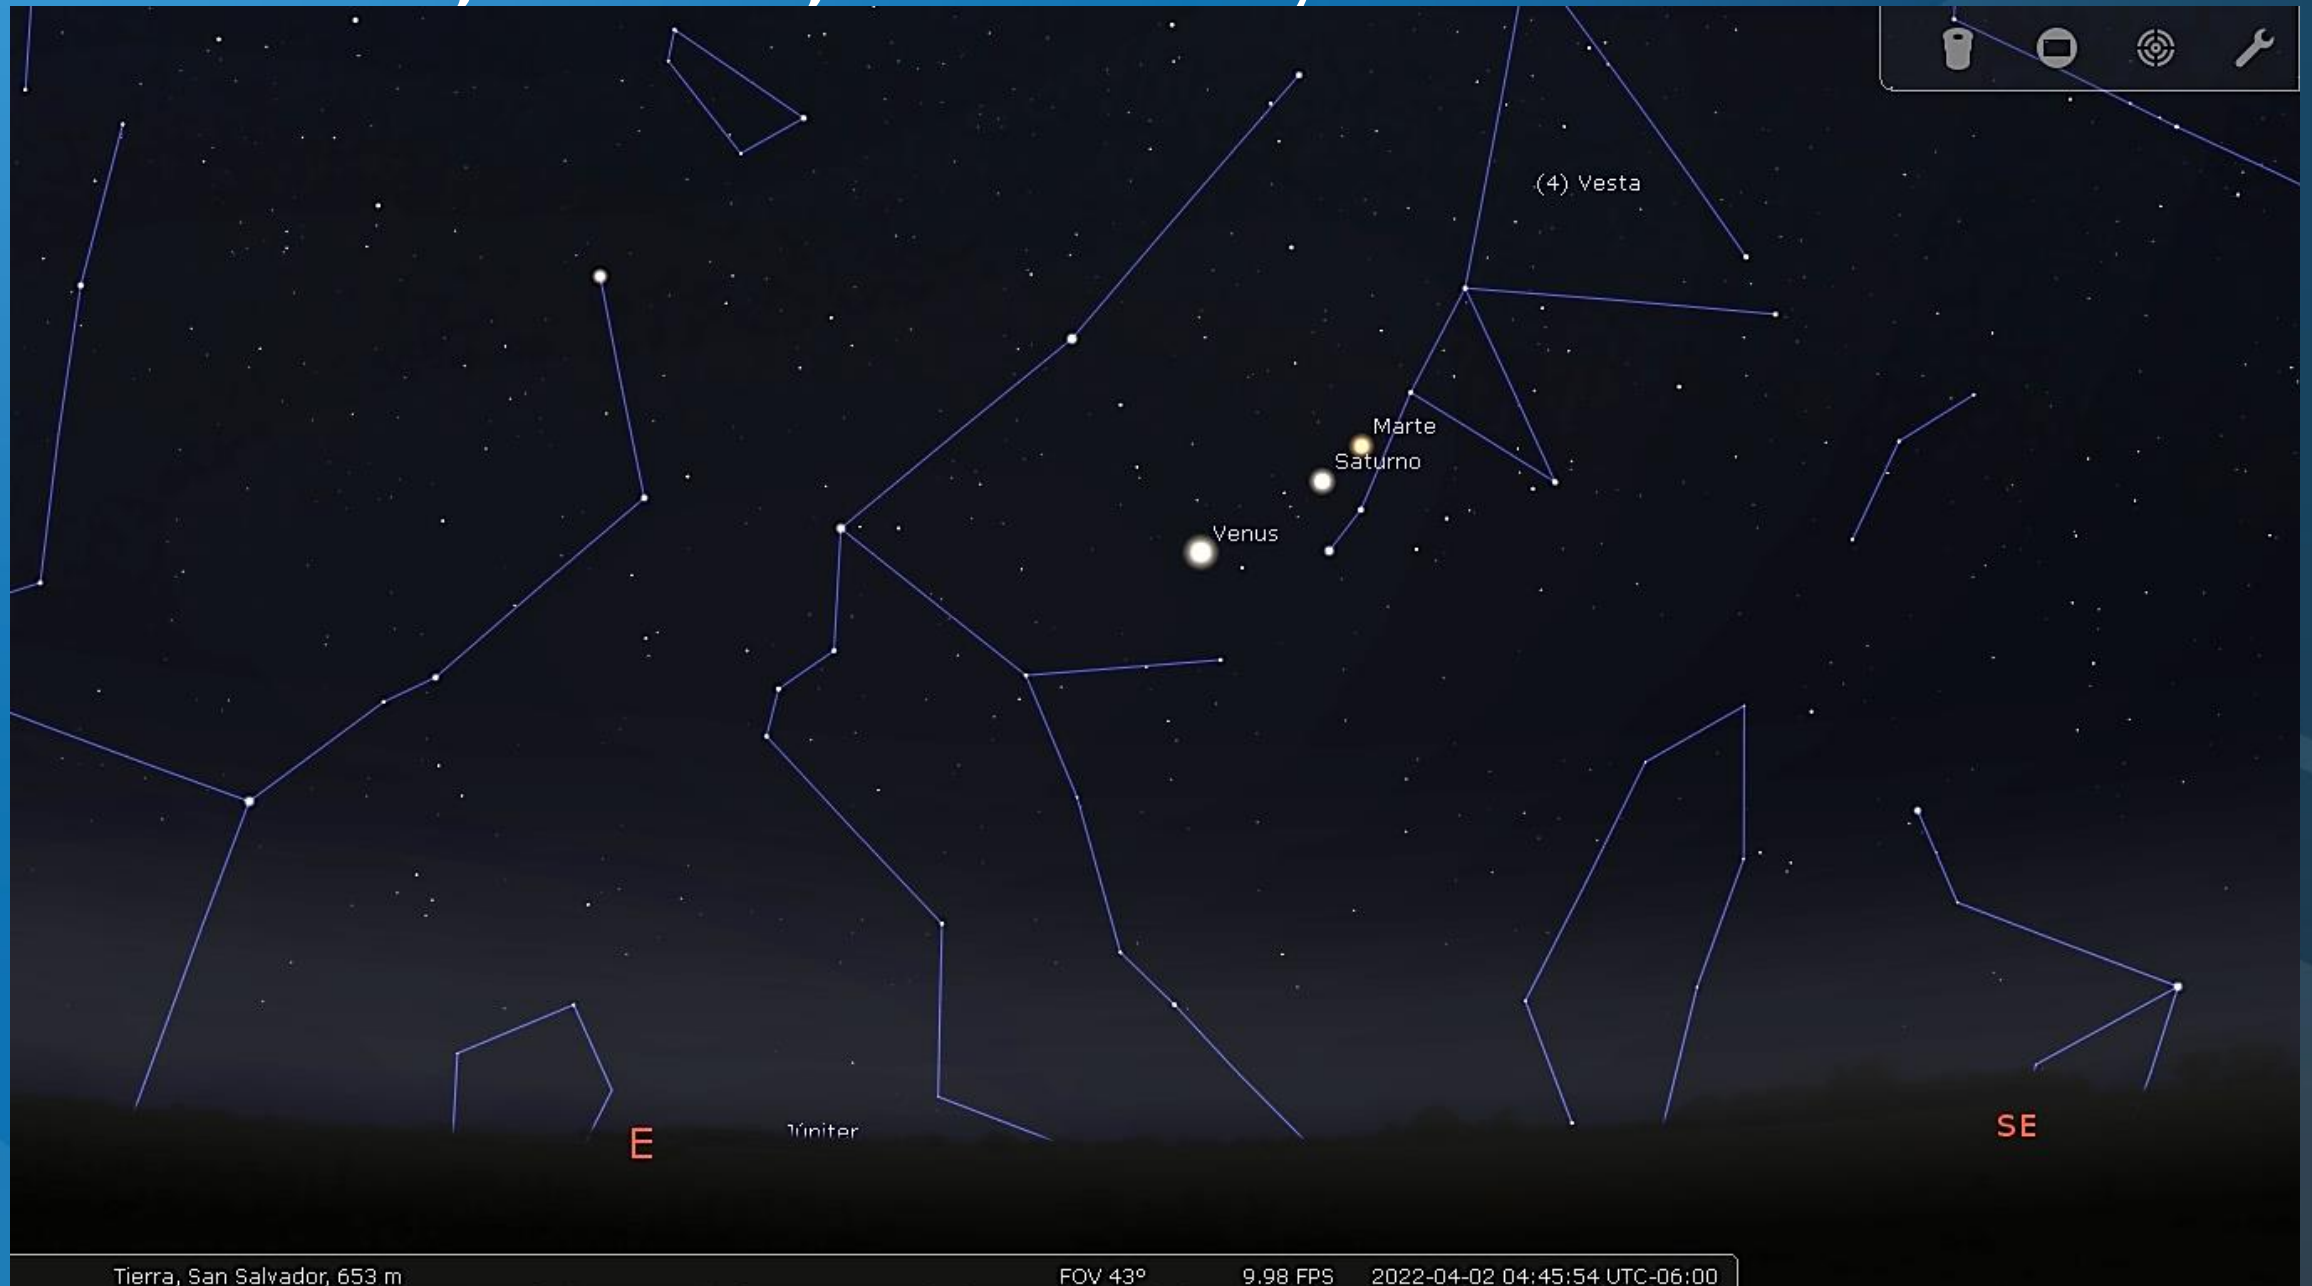 (4) Vesta
Marte
Saturno
Venus
Júpiter
E
SE
Tierra, San Salvador, 653 m
FOV 43° 9.98 FPS 2022-04-02 04:45:54 UTC-06:00